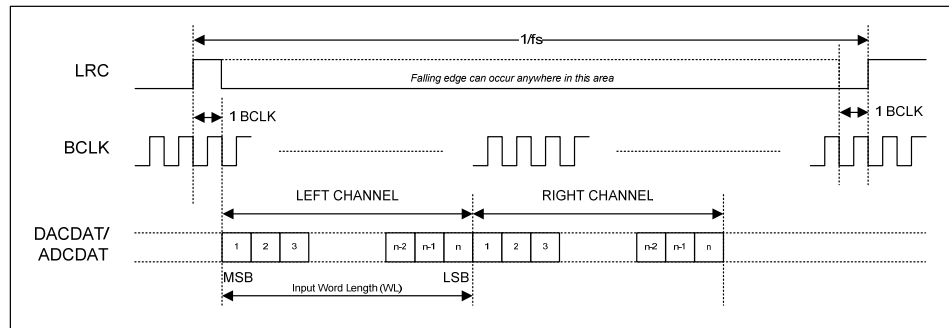 1/fs
LRC
Falling edge can occur anywhere in this area
1 BCLK
1 BCLK
BCLK
LEFT CHANNEL
RIGHT CHANNEL
DACDAT/
ADCDAT
1 2 3 n-2 n-1 n 1 2 3 n-2 n-1 n
MSB
LSB
Input Word Length (WL)